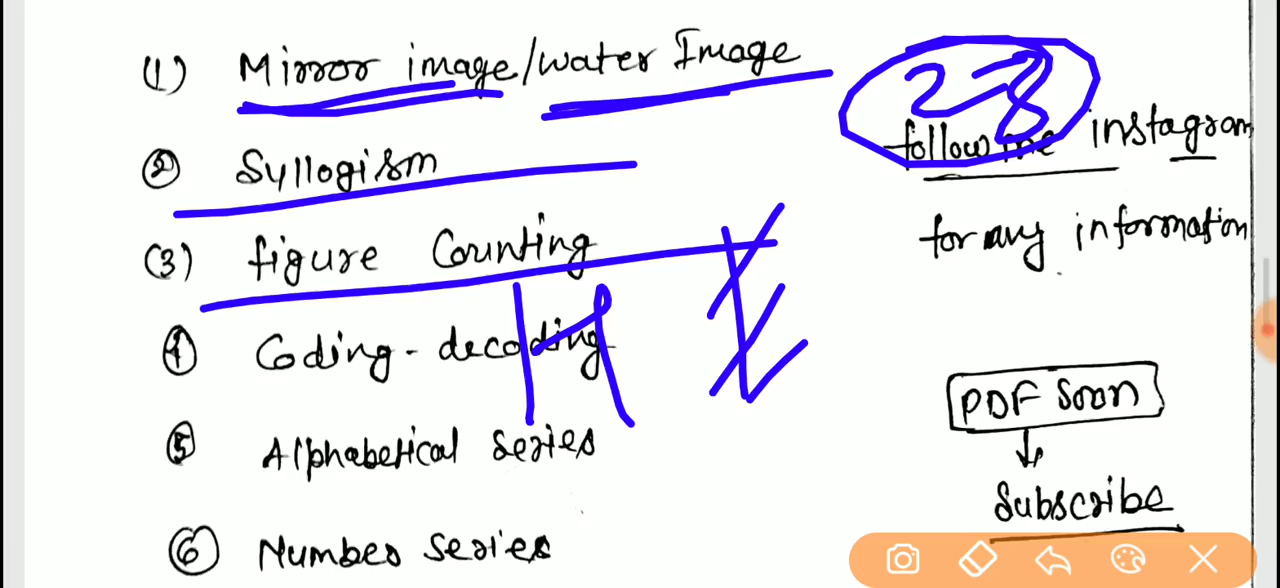 (1) Mirror image/water Image
② Syllogism
(3) figure Counting
④ Coding-decoding
⑤ Alphabetical series
⑥ Number series
28
follow me instagram
for any information
PDF Soon
Subscribe